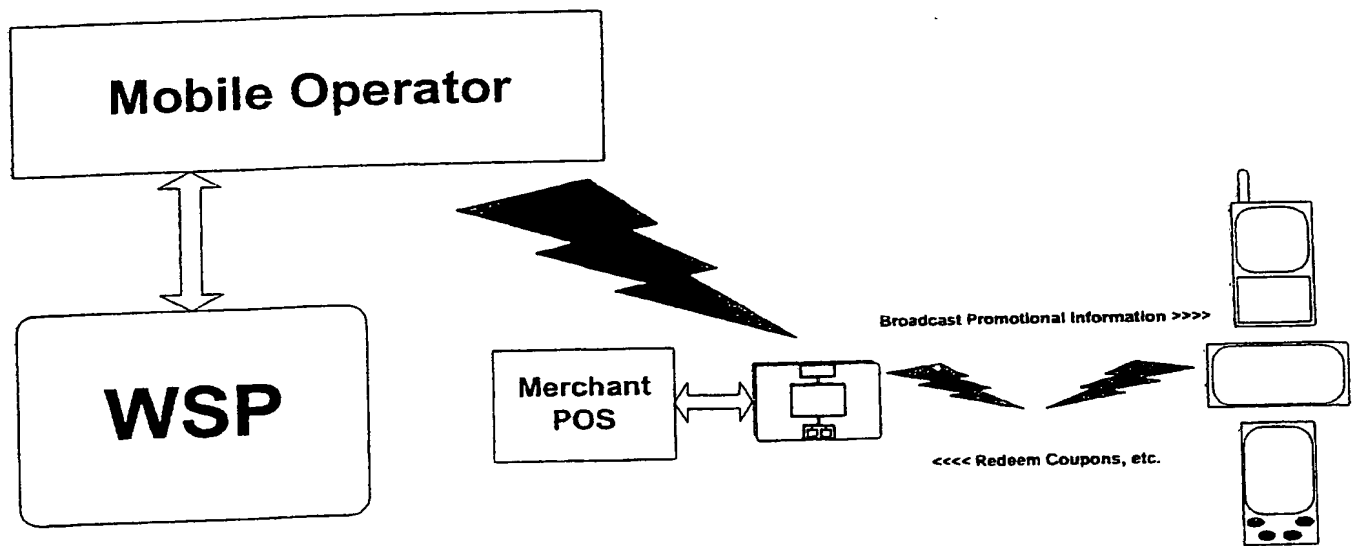 Mobile Operator
WSP
Merchant
POS
Broadcast Promotional Information >>>>
<<<< Redeem Coupons, etc.